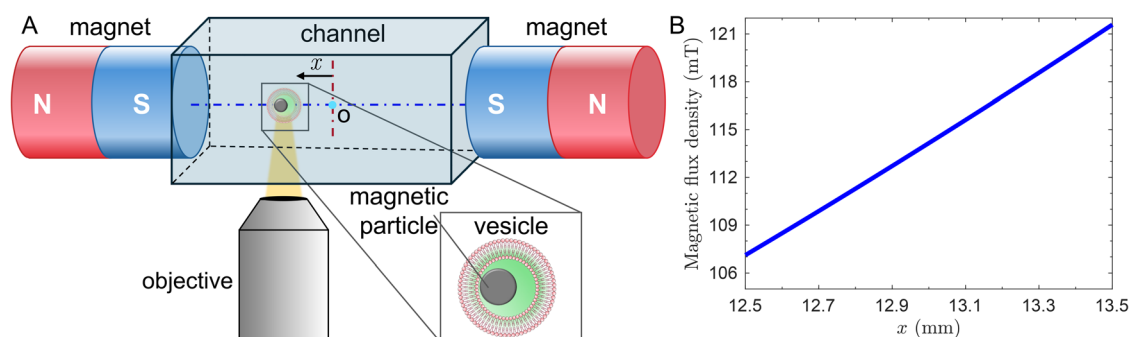 A
magnet
channel
magnet
x
N
S
O
S
N
magnetic
particle
vesicle
objective
B
Magnetic flux density (mT)
121
118
115
112
109
106
12.5
12.7
12.9
13.1
13.3
13.5
x (mm)